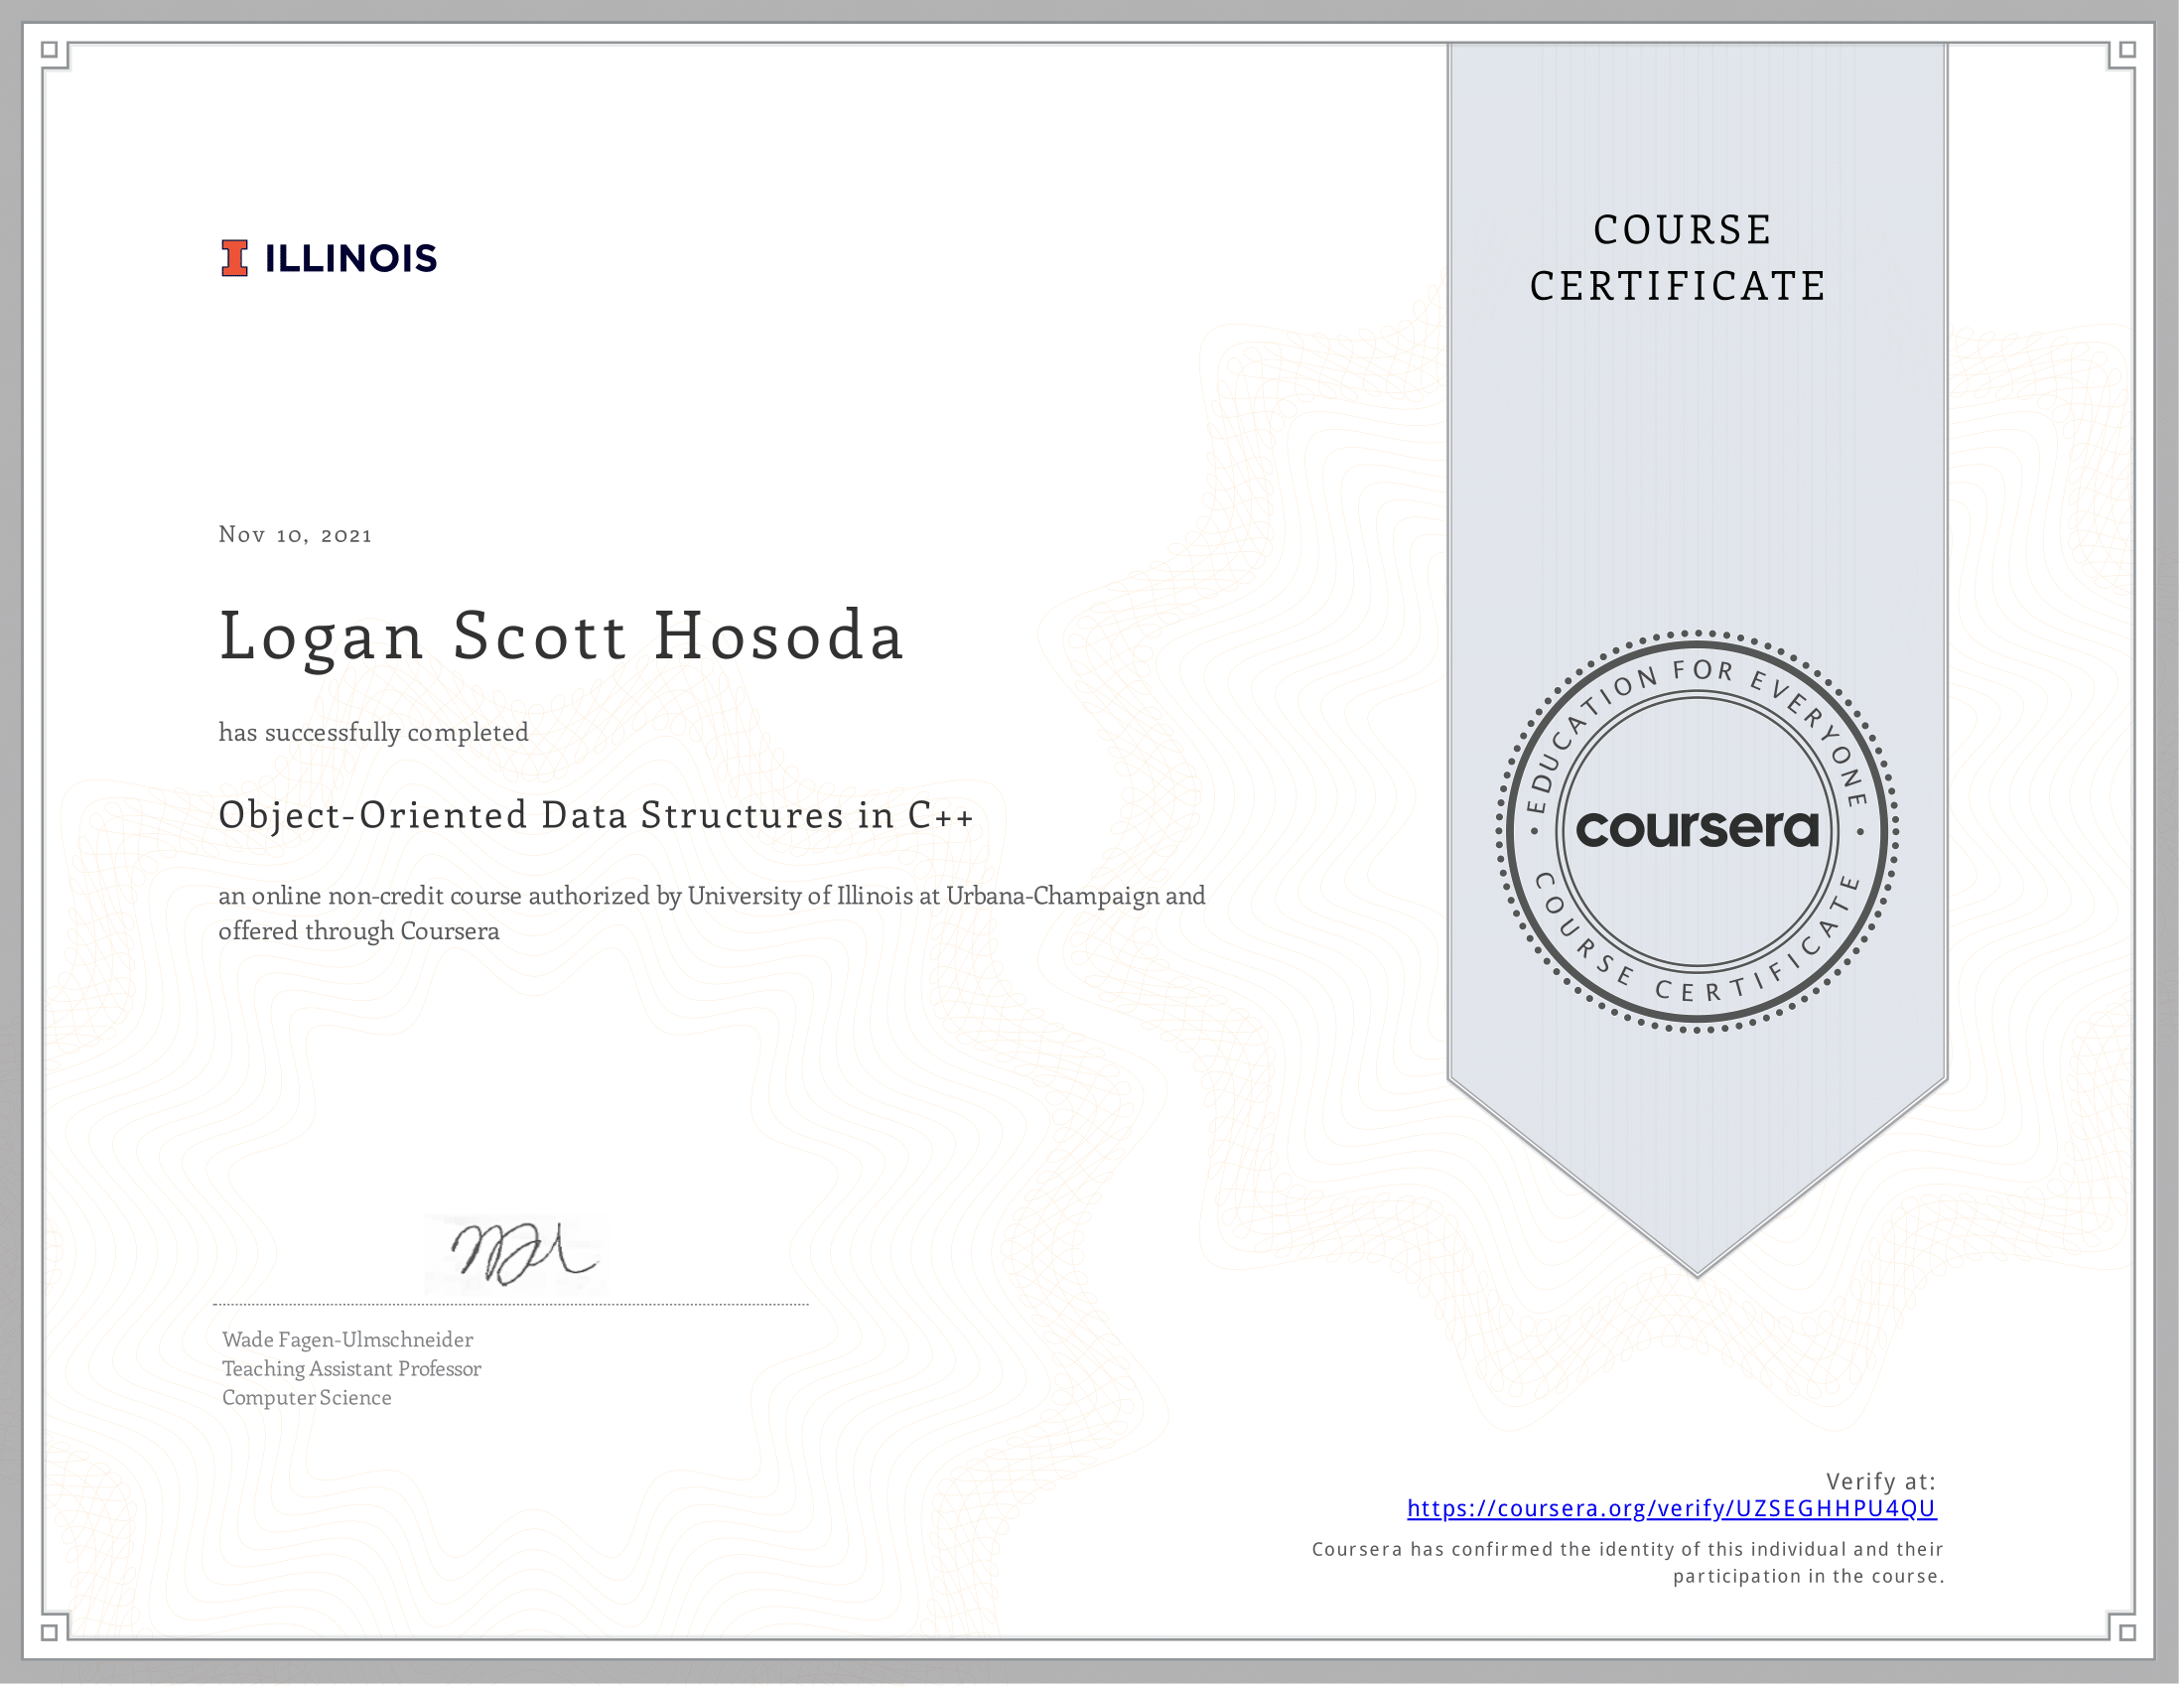 ILLINOIS
COURSE
CERTIFICATE
Nov 10, 2021
Logan Scott Hosoda
has successfully completed
Object-Oriented Data Structures in C++
an online non-credit course authorized by University of Illinois at Urbana-Champaign and
offered through Coursera
EDUCATION FOR EVERYONE
coursera
COURSE CERTIFICATE
Wade Fagen-Ulmschneider
Teaching Assistant Professor
Computer Science
Verify at:
https://coursera.org/verify/UZSEGHHPU4QU
Coursera has confirmed the identity of this individual and their
participation in the course.